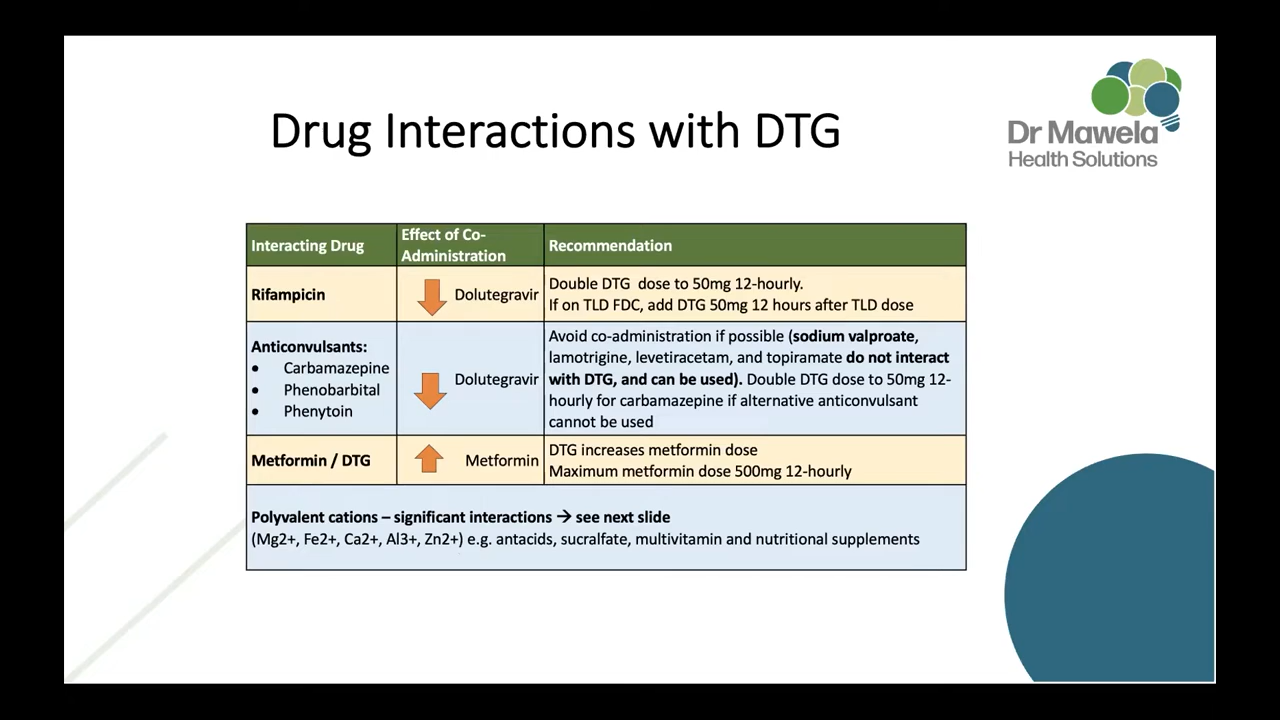 Drug Interactions with DTG
Dr Mawela
Health Solutions
Interacting Drug
Effect of Co-
Administration
Recommendation
Rifampicin
Dolutegravir
Double DTG dose to 50mg 12-hourly.
If on TLD FDC, add DTG 50mg 12 hours after TLD dose
Anticonvulsants:
• Carbamazepine
• Phenobarbital
• Phenytoin
Dolutegravir
Avoid co-administration if possible (sodium valproate,
lamotrigine, levetiracetam, and topiramate do not interact
with DTG, and can be used). Double DTG dose to 50mg 12-
hourly for carbamazepine if alternative anticonvulsant
cannot be used
Metformin / DTG
Metformin
DTG increases metformin dose
Maximum metformin dose 500mg 12-hourly
Polyvalent cations – significant interactions → see next slide
(Mg2+, Fe2+, Ca2+, Al3+, Zn2+) e.g. antacids, sucralfate, multivitamin and nutritional supplements